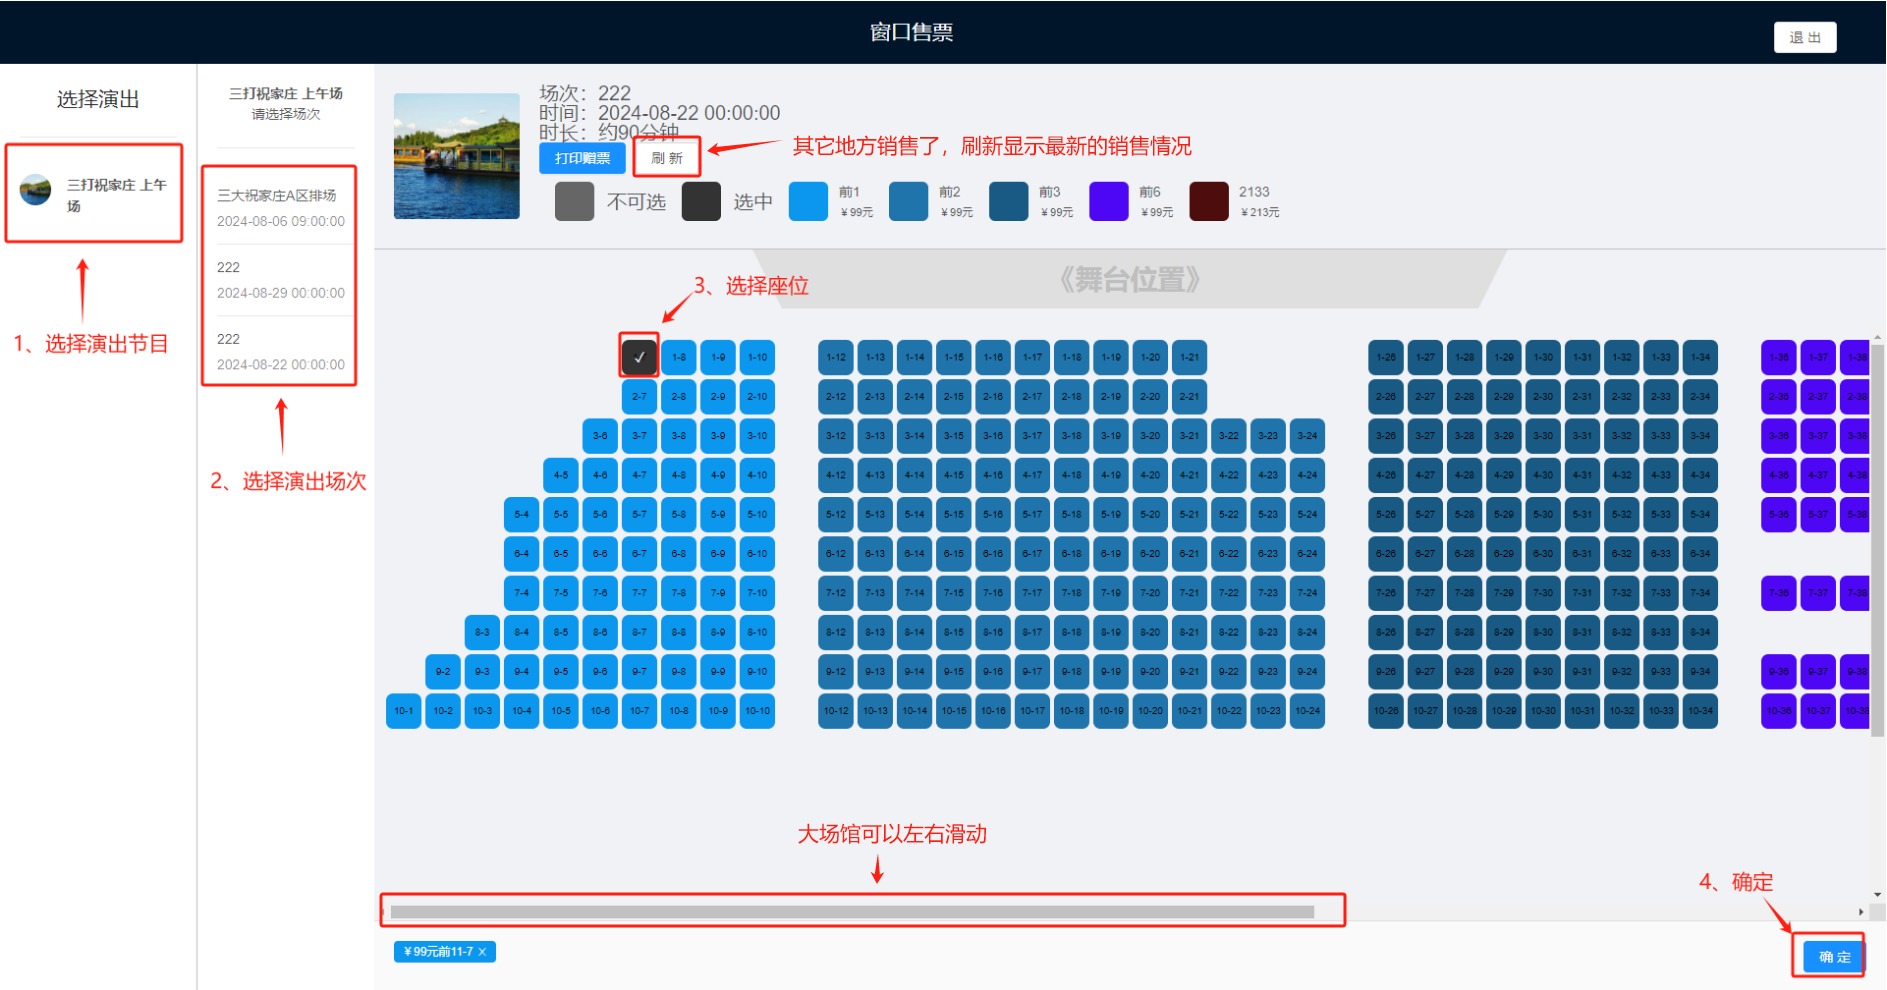 窗口售票
退 出
选择演出
三打祝家庄 上午
场
1、选择演出节目
三打祝家庄 上午场
请选择场次
三大祝家庄A区排场
2024-08-06 09:00:00
222
2024-08-29 00:00:00
222
2024-08-22 00:00:00
2、选择演出场次
场次：222
时间：2024-08-22 00:00:00
时长：约90分钟
打印赠票 刷 新
其它地方销售了，刷新显示最新的销售情况
不可选 选中 前1 ￥99元 前2 ￥99元 前3 ￥99元 前6 ￥99元 2133 ￥213元
《舞台位置》
3、选择座位
✓ 1-8 1-9 1-10 1-12 1-13 1-14 1-15 1-16 1-17 1-18 1-19 1-20 1-21 1-26 1-27 1-28 1-29 1-30 1-31 1-32 1-33 1-34 1-36 1-37 1-38
2-7 2-8 2-9 2-10 2-12 2-13 2-14 2-15 2-16 2-17 2-18 2-19 2-20 2-21 2-26 2-27 2-28 2-29 2-30 2-31 2-32 2-33 2-34 2-36 2-37 2-38
3-6 3-7 3-8 3-9 3-10 3-12 3-13 3-14 3-15 3-16 3-17 3-18 3-19 3-20 3-21 3-22 3-23 3-24 3-26 3-27 3-28 3-29 3-30 3-31 3-32 3-33 3-34 3-36 3-37 3-38
4-5 4-6 4-7 4-8 4-9 4-10 4-12 4-13 4-14 4-15 4-16 4-17 4-18 4-19 4-20 4-21 4-22 4-23 4-24 4-26 4-27 4-28 4-29 4-30 4-31 4-32 4-33 4-34 4-36 4-37 4-38
5-4 5-5 5-6 5-7 5-8 5-9 5-10 5-12 5-13 5-14 5-15 5-16 5-17 5-18 5-19 5-20 5-21 5-22 5-23 5-24 5-26 5-27 5-28 5-29 5-30 5-31 5-32 5-33 5-34 5-36 5-37 5-38
6-4 6-5 6-6 6-7 6-8 6-9 6-10 6-12 6-13 6-14 6-15 6-16 6-17 6-18 6-19 6-20 6-21 6-22 6-23 6-24 6-26 6-27 6-28 6-29 6-30 6-31 6-32 6-33 6-34
7-4 7-5 7-6 7-7 7-8 7-9 7-10 7-12 7-13 7-14 7-15 7-16 7-17 7-18 7-19 7-20 7-21 7-22 7-23 7-24 7-26 7-27 7-28 7-29 7-30 7-31 7-32 7-33 7-34 7-36 7-37 7-38
8-3 8-4 8-5 8-6 8-7 8-8 8-9 8-10 8-12 8-13 8-14 8-15 8-16 8-17 8-18 8-19 8-20 8-21 8-22 8-23 8-24 8-26 8-27 8-28 8-29 8-30 8-31 8-32 8-33 8-34
9-2 9-3 9-4 9-5 9-6 9-7 9-8 9-9 9-10 9-12 9-13 9-14 9-15 9-16 9-17 9-18 9-19 9-20 9-21 9-22 9-23 9-24 9-26 9-27 9-28 9-29 9-30 9-31 9-32 9-33 9-34 9-36 9-37 9-38
10-1 10-2 10-3 10-4 10-5 10-6 10-7 10-8 10-9 10-10 10-12 10-13 10-14 10-15 10-16 10-17 10-18 10-19 10-20 10-21 10-22 10-23 10-24 10-26 10-27 10-28 10-29 10-30 10-31 10-32 10-33 10-34 10-36 10-37 10-38
大场馆可以左右滑动
4、确定
￥99元前11-7 X
确 定